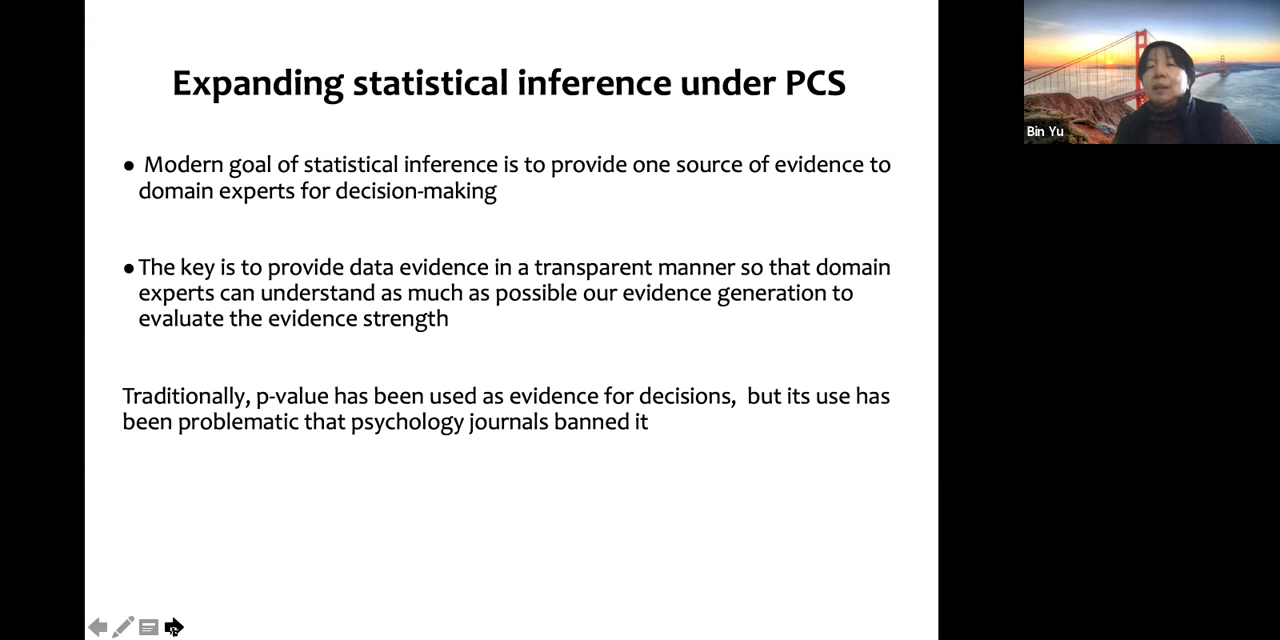 Expanding statistical inference under PCS
● Modern goal of statistical inference is to provide one source of evidence to
domain experts for decision-making
● The key is to provide data evidence in a transparent manner so that domain
experts can understand as much as possible our evidence generation to
evaluate the evidence strength
Traditionally, p-value has been used as evidence for decisions, but its use has
been problematic that psychology journals banned it
Bin Yu